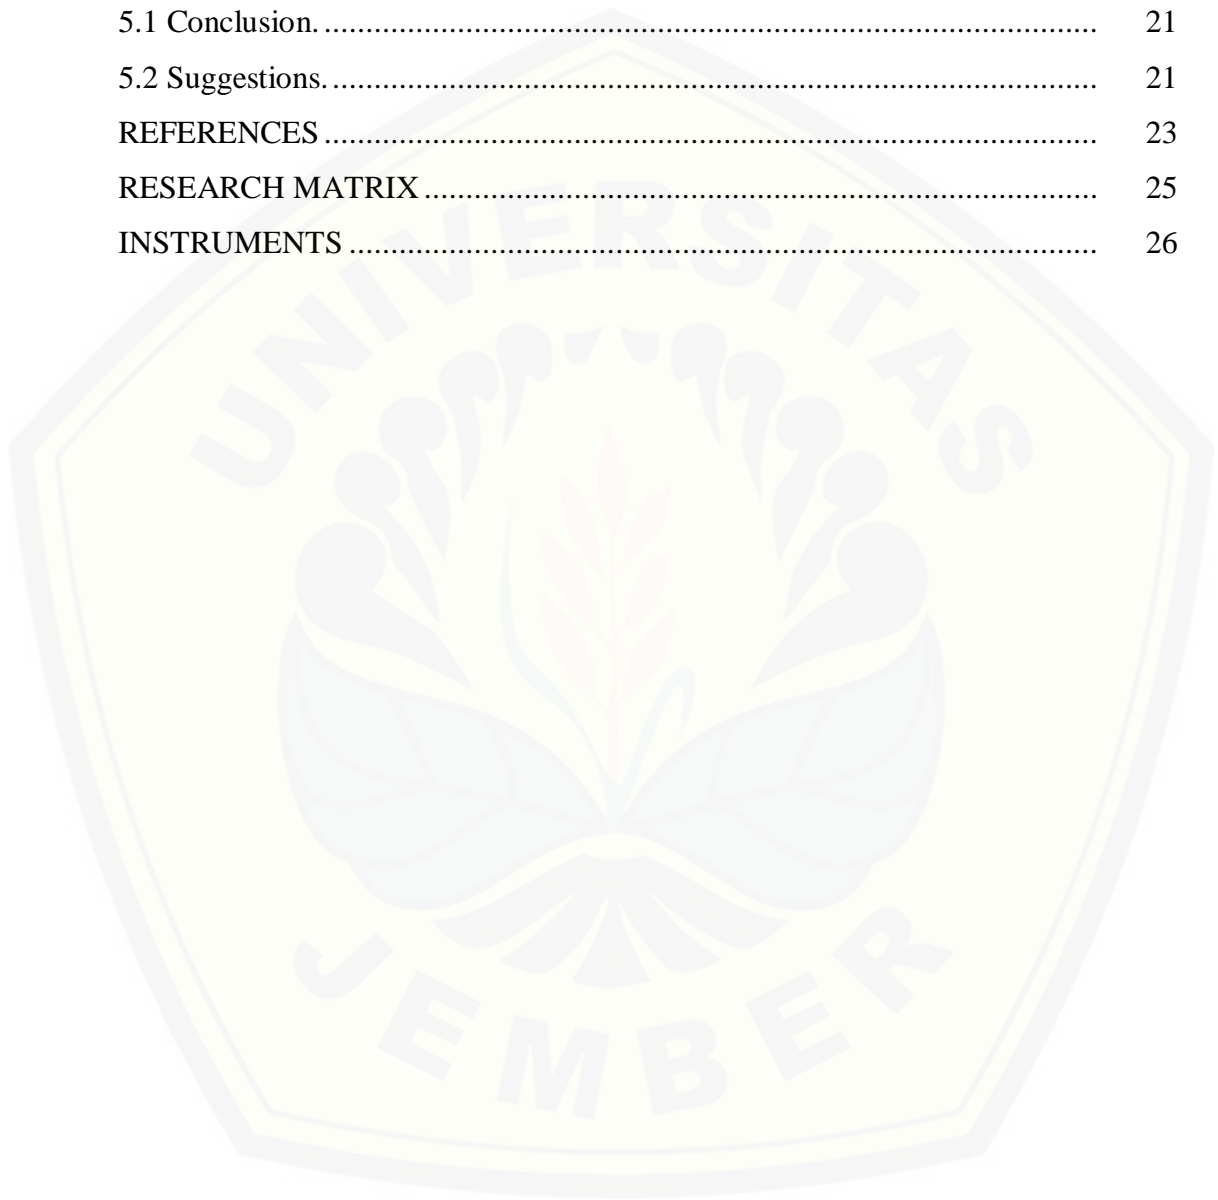 5.1 Conclusion. .......................................................................................... 21
5.2 Suggestions. ......................................................................................... 21
REFERENCES .......................................................................................... 23
RESEARCH MATRIX .............................................................................. 25
INSTRUMENTS ....................................................................................... 26
UNIVERSITAS
JEMBER